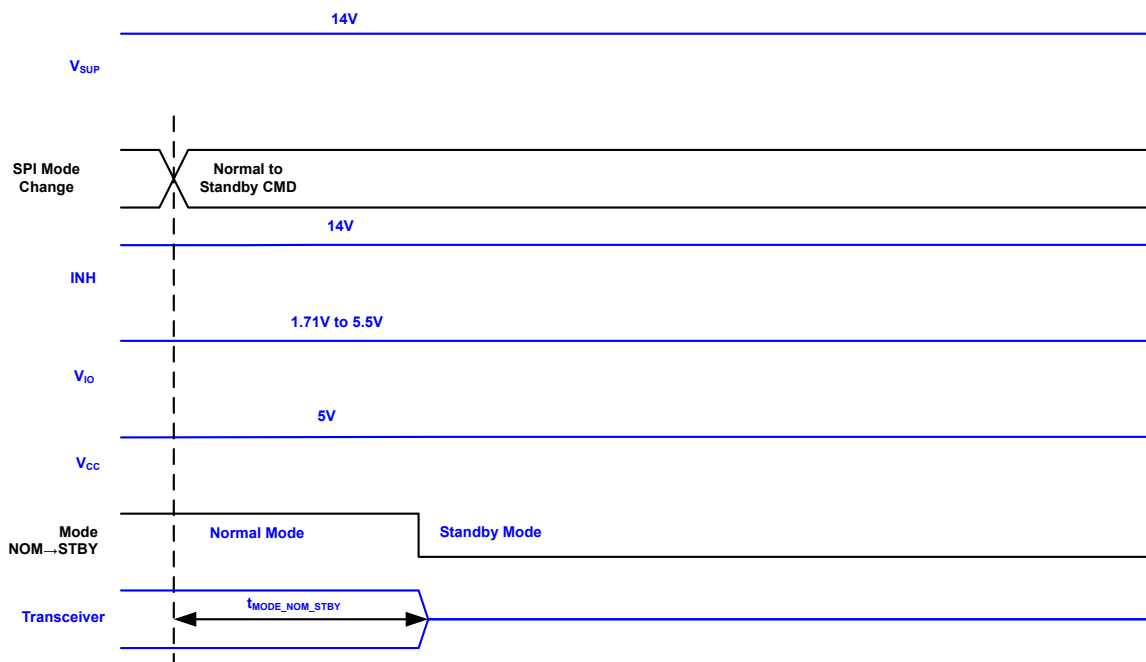 14V
VSUP
SPI Mode
Change
Normal to
Standby CMD
14V
INH
1.71V to 5.5V
VIO
5V
VCC
Mode
NOM→STBY
Normal Mode
Standby Mode
Transceiver
tMODE_NOM_STBY